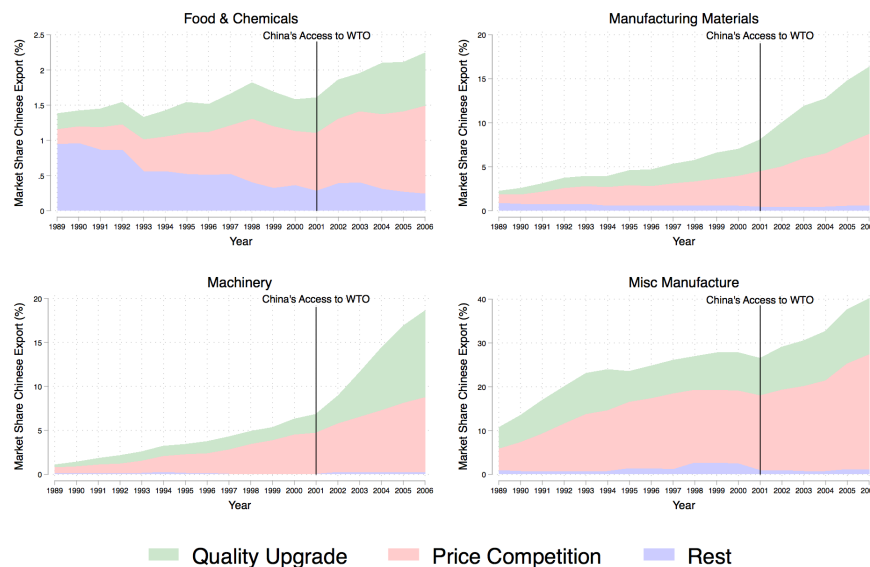 Food & Chemicals
China's Access to WTO
Market Share Chinese Export (%)
2.5
2
1.5
1
.5
0
1989 1990 1991 1992 1993 1994 1995 1996 1997 1998 1999 2000 2001 2002 2003 2004 2005 2006
Year
Manufacturing Materials
China's Access to WTO
Market Share Chinese Export (%)
20
15
10
5
0
1989 1990 1991 1992 1993 1994 1995 1996 1997 1998 1999 2000 2001 2002 2003 2004 2005 200
Year
Machinery
China's Access to WTO
Market Share Chinese Export (%)
20
15
10
5
0
1989 1990 1991 1992 1993 1994 1995 1996 1997 1998 1999 2000 2001 2002 2003 2004 2005 2006
Year
Misc Manufacture
China's Access to WTO
Market Share Chinese Export (%)
40
30
20
10
0
1989 1990 1991 1992 1993 1994 1995 1996 1997 1998 1999 2000 2001 2002 2003 2004 2005 200
Year
Quality Upgrade Price Competition Rest